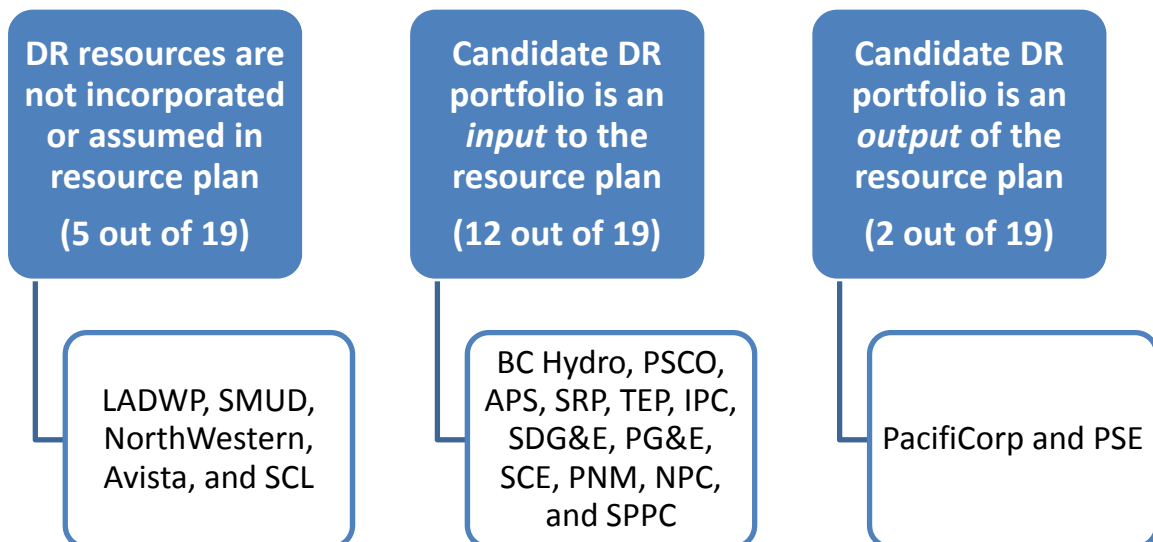 DR resources are
not incorporated
or assumed in
resource plan
(5 out of 19)
LADWP, SMUD,
NorthWestern,
Avista, and SCL
Candidate DR
portfolio is an
input to the
resource plan
(12 out of 19)
BC Hydro, PSCO,
APS, SRP, TEP, IPC,
SDG&E, PG&E,
SCE, PNM, NPC,
and SPPC
Candidate DR
portfolio is an
output of the
resource plan
(2 out of 19)
PacifiCorp and PSE